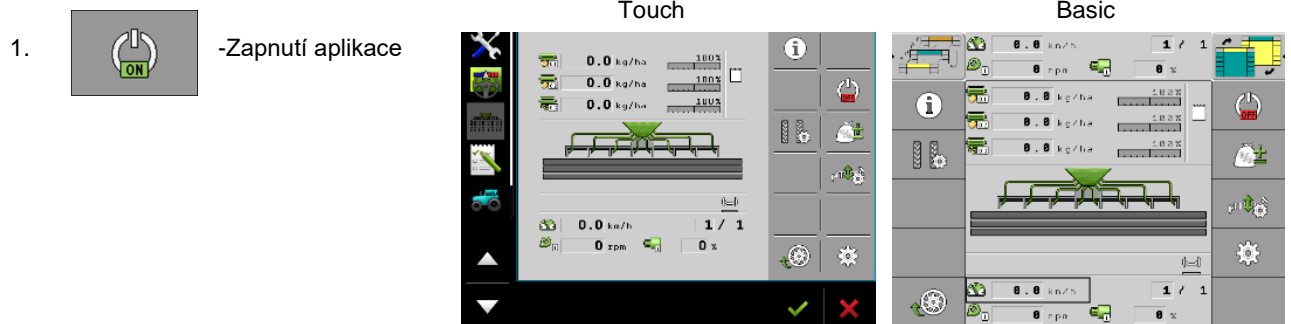 Touch
Basic
1.
ON
-Zapnutí aplikace
0.0 kg/ha 100%
0.0 kg/ha 100%
0.0 kg/ha 100%
OFF
0.0 km/h 1 / 1
0 rpm 0 %
0.0 km/h 1 / 1
0 rpm 0 %
0.0 kg/ha 100%
0.0 kg/ha 100%
0.0 kg/ha 100%
OFF
0.0 km/h 1 / 1
0 rpm 0 %